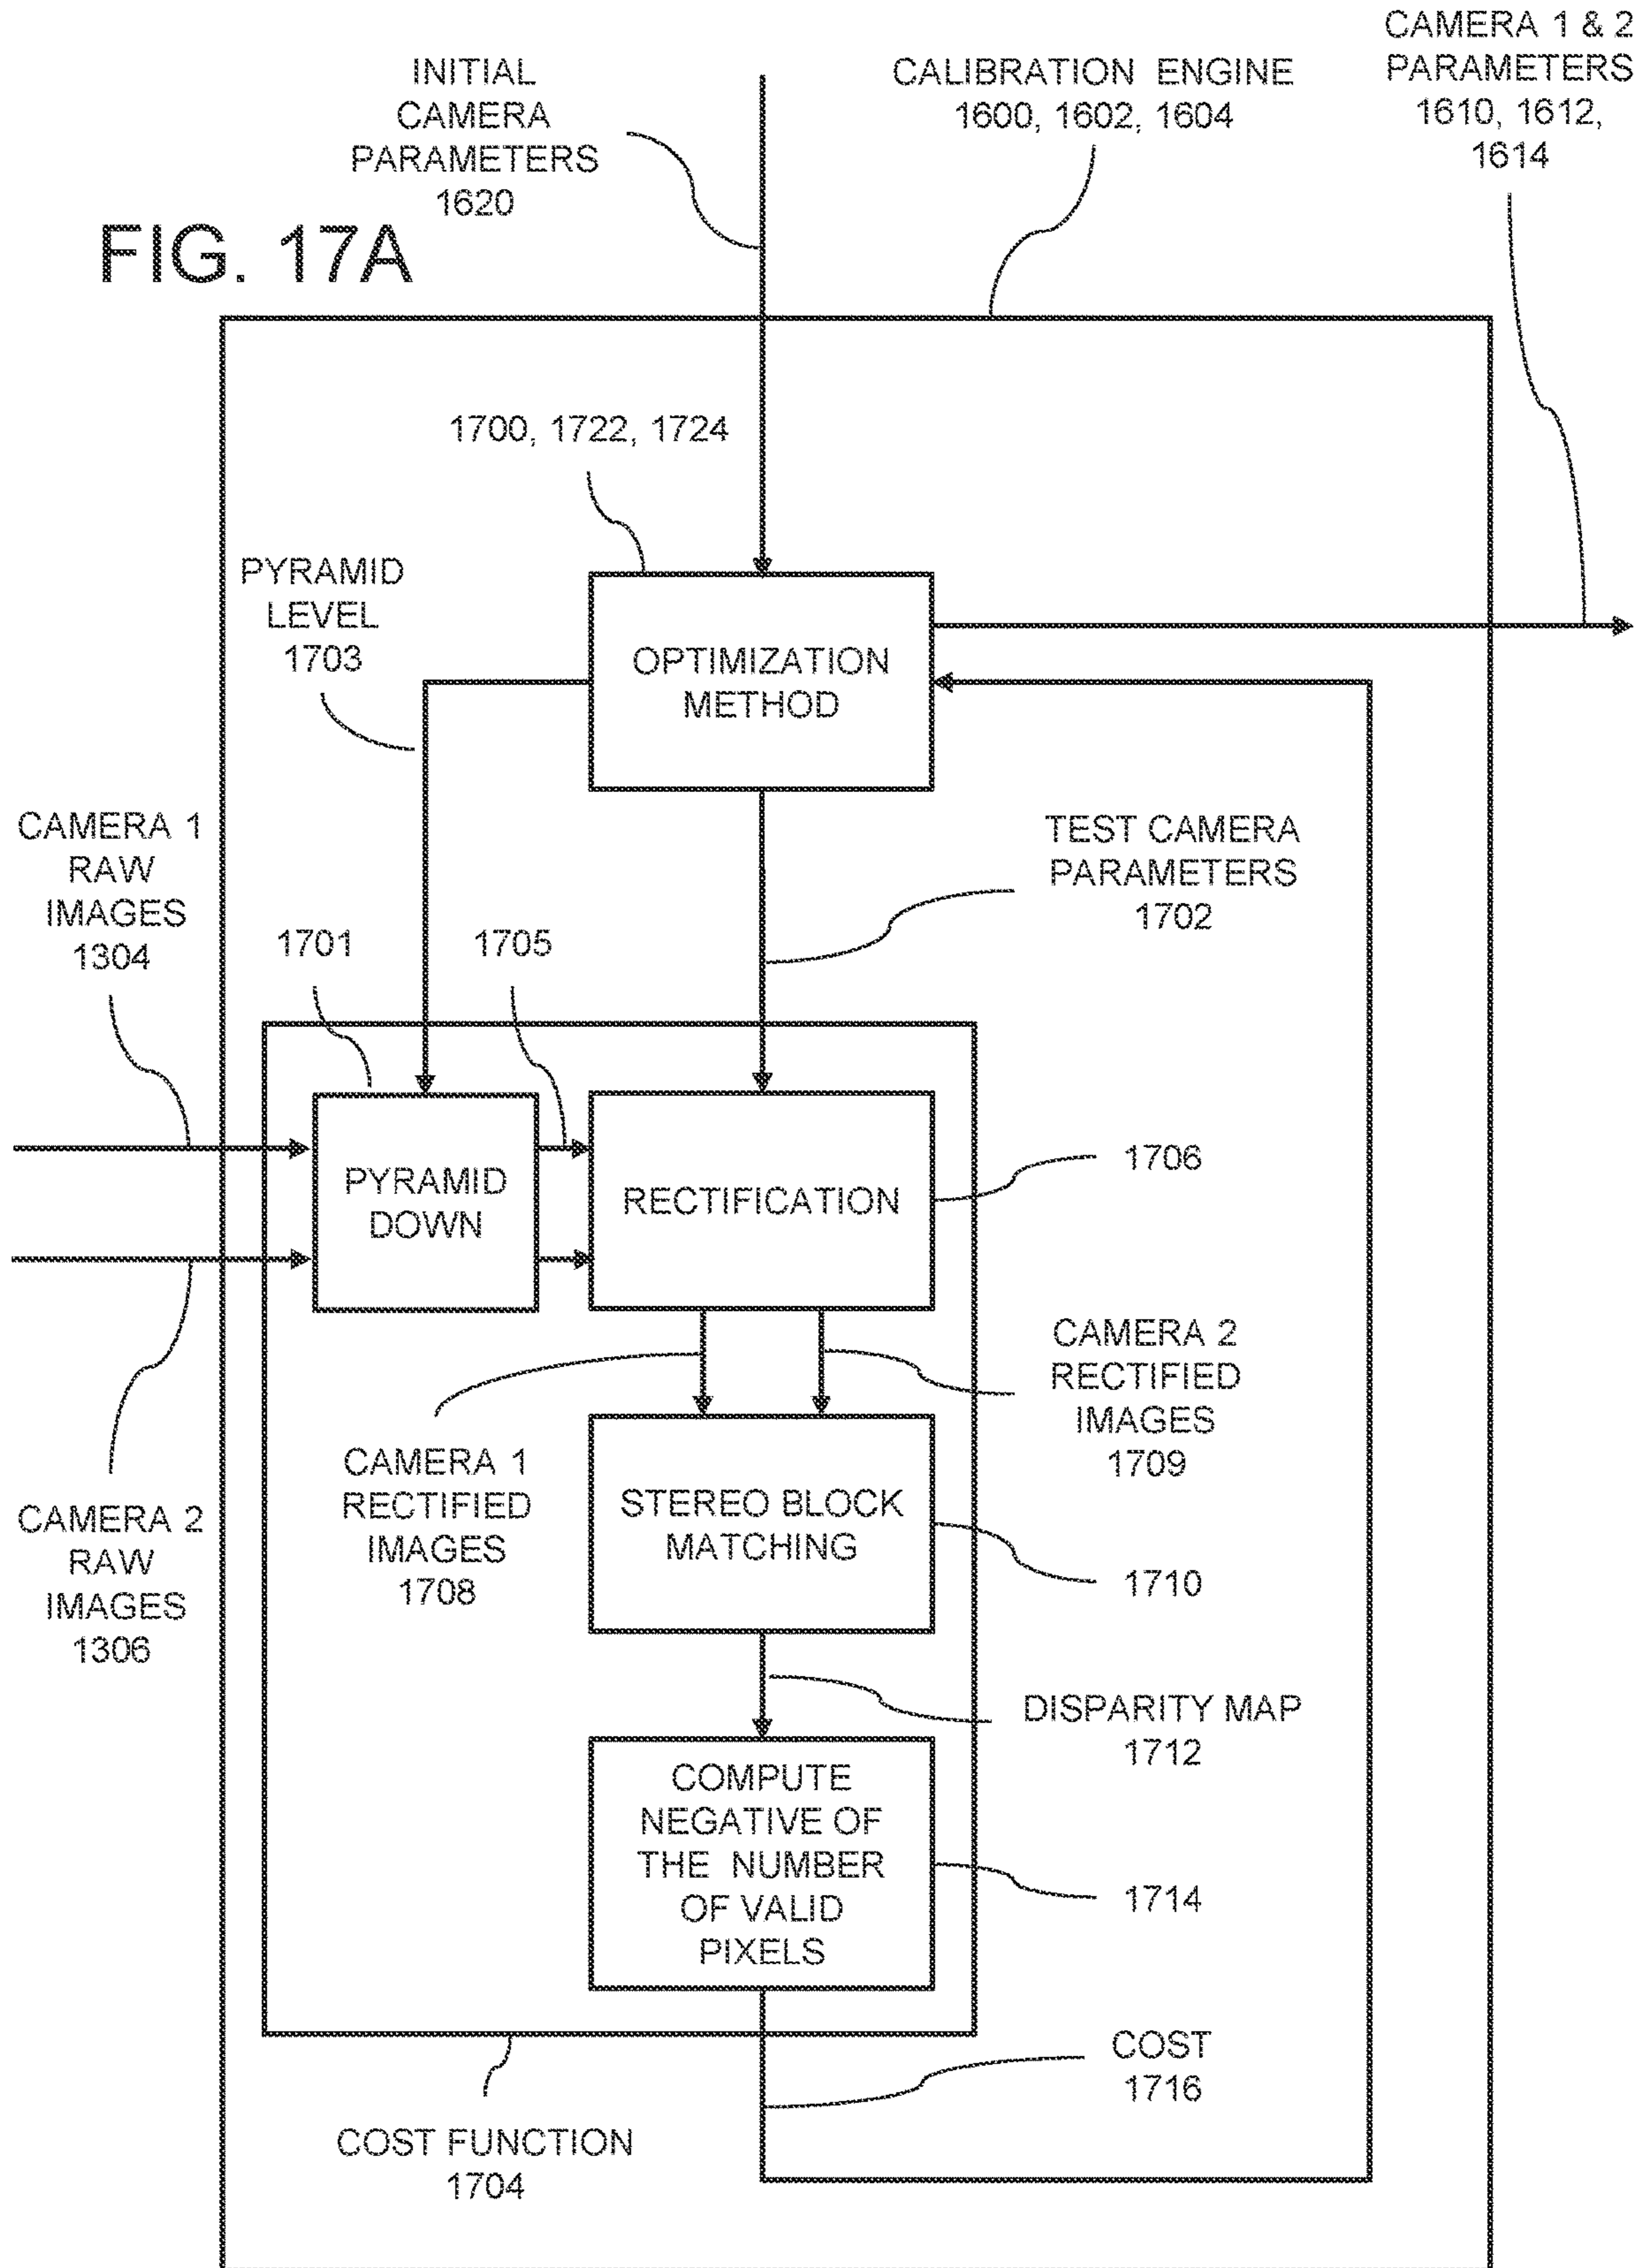 CAMERA 1 & 2
PARAMETERS
1610, 1612,
1614
INITIAL
CAMERA
PARAMETERS
1620
CALIBRATION ENGINE
1600, 1602, 1604
FIG. 17A
1700, 1722, 1724
PYRAMID
LEVEL
1703
OPTIMIZATION
METHOD
CAMERA 1
RAW
IMAGES
1304
TEST CAMERA
PARAMETERS
1702
1701
1705
PYRAMID
DOWN
RECTIFICATION
1706
CAMERA 2
RECTIFIED
IMAGES
1709
CAMERA 1
RECTIFIED
IMAGES
1708
STEREO BLOCK
MATCHING
1710
CAMERA 2
RAW
IMAGES
1306
DISPARITY MAP
1712
COMPUTE
NEGATIVE OF
THE NUMBER
OF VALID
PIXELS
1714
COST
1716
COST FUNCTION
1704